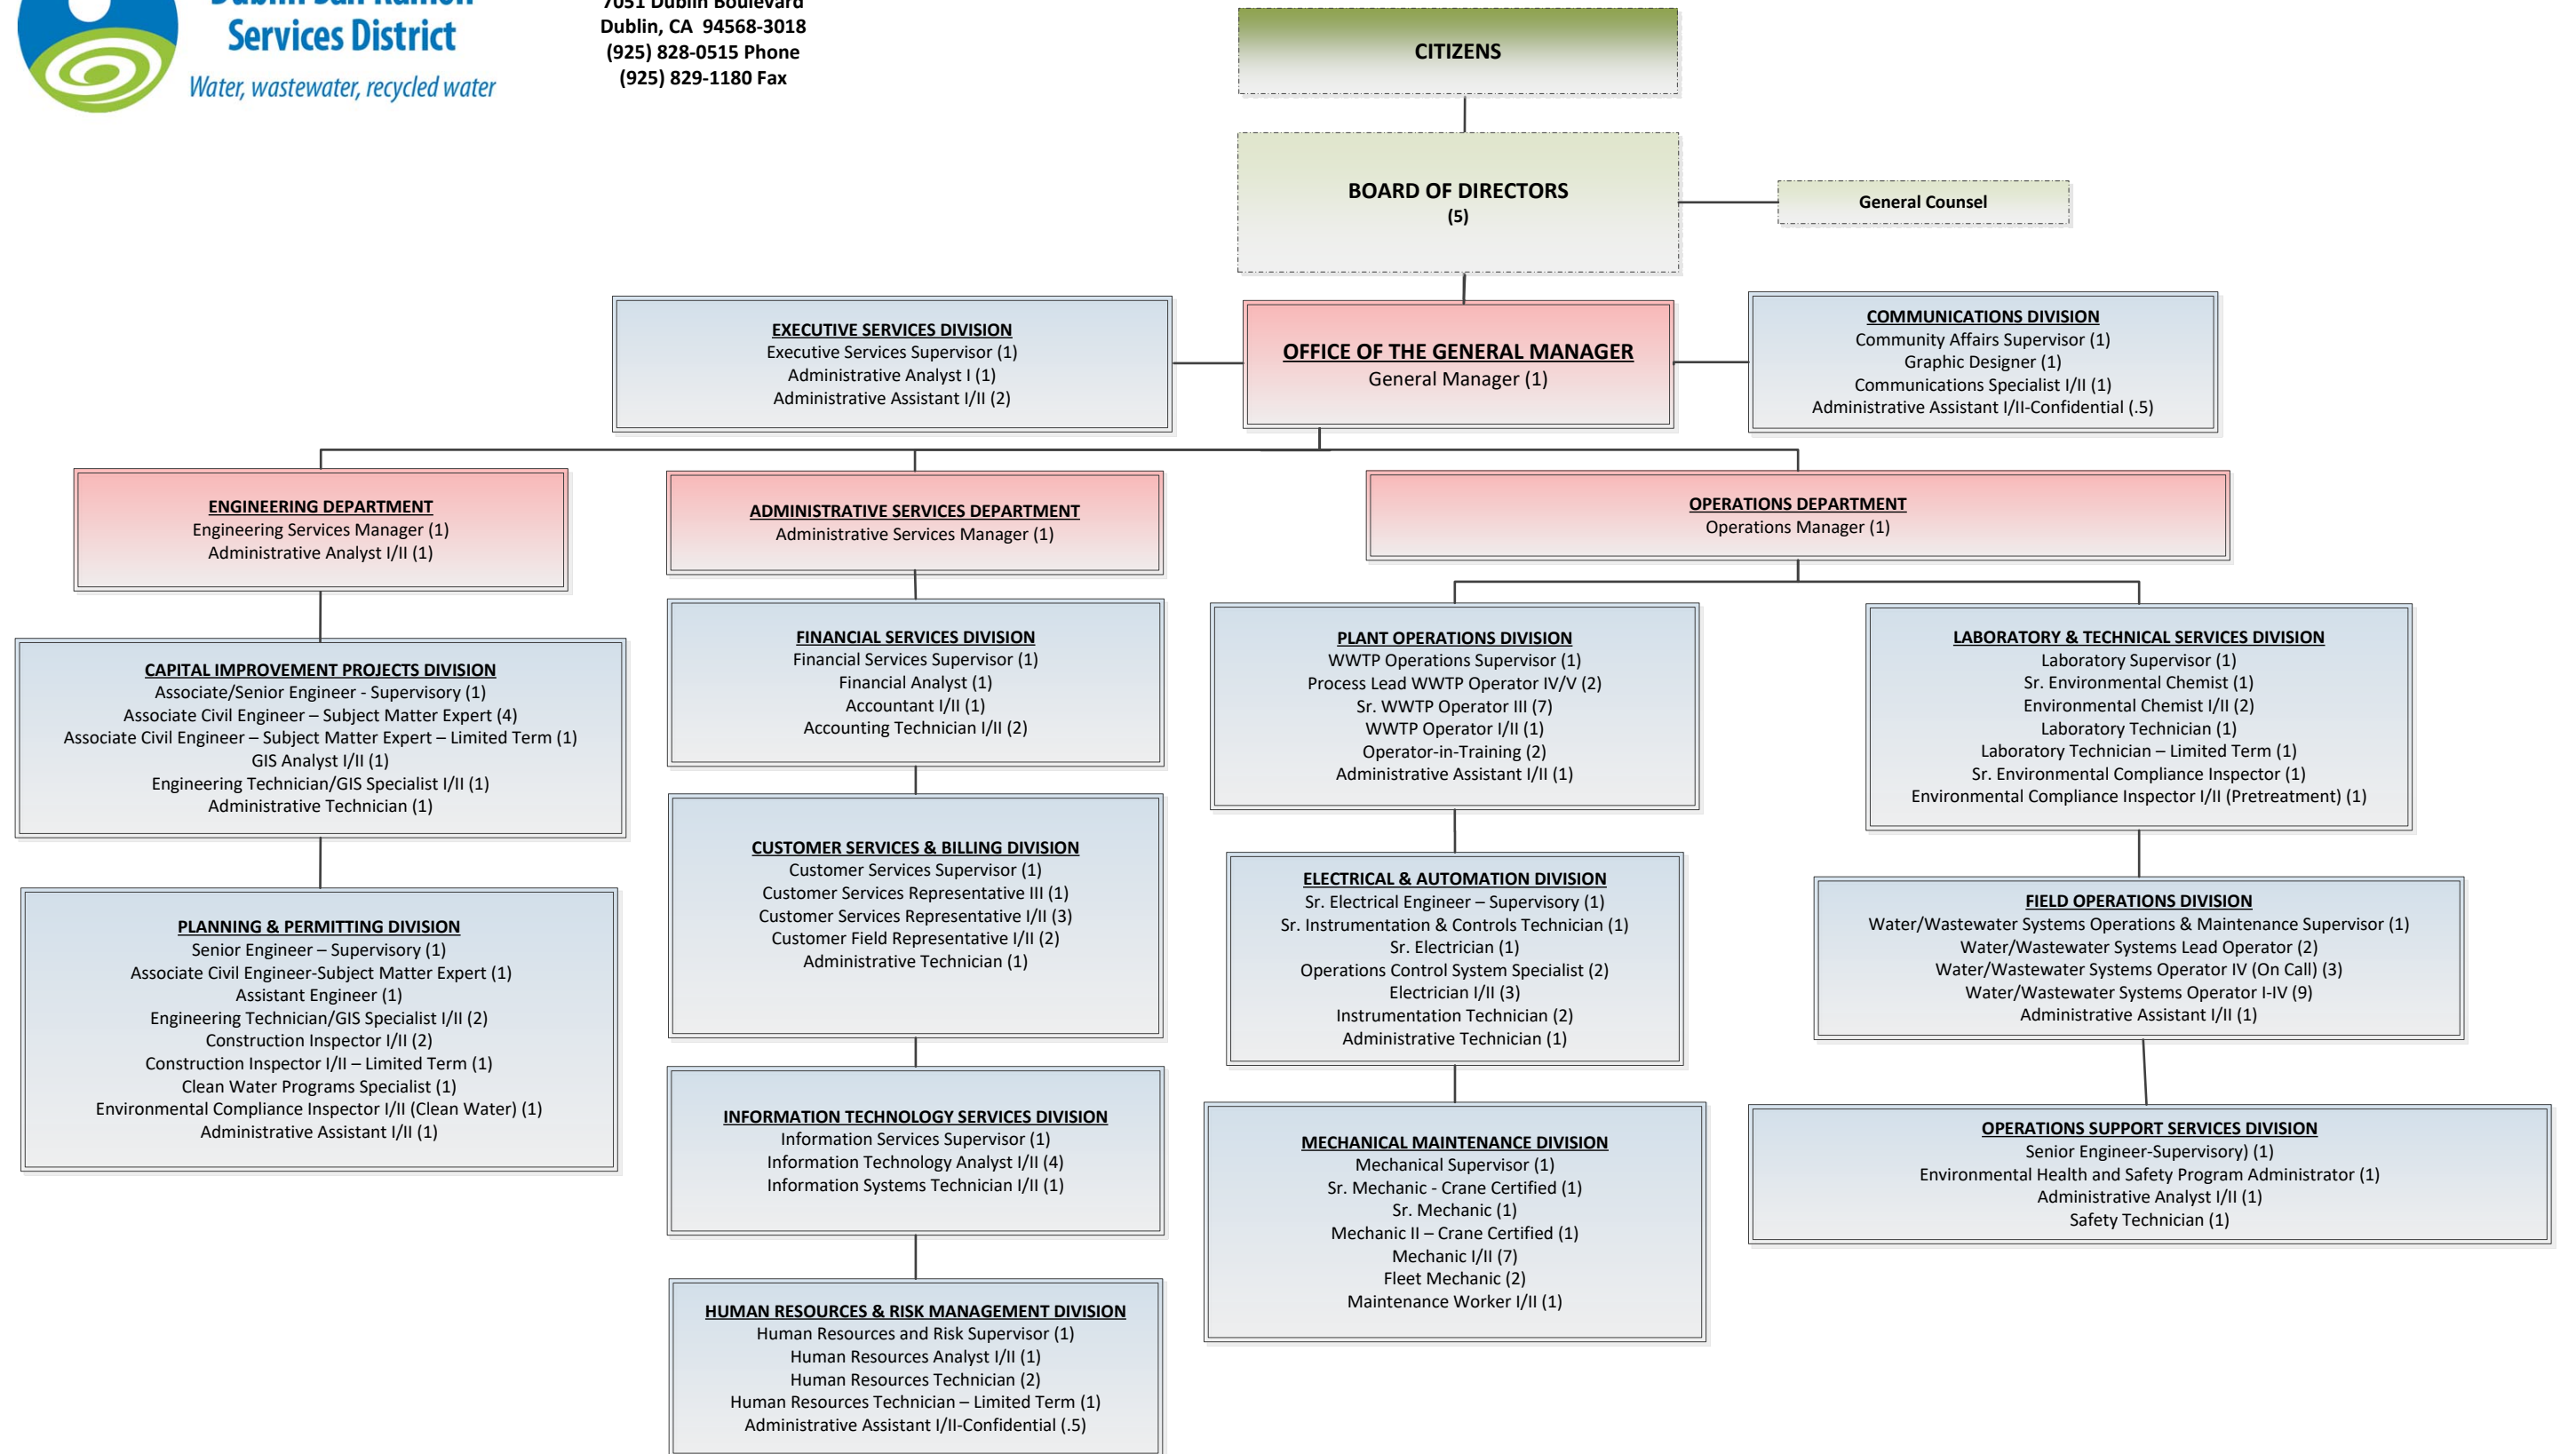 Dublin San Ramon
Services District
Water, wastewater, recycled water
7051 Dublin Boulevard
Dublin, CA  94568-3018
(925) 828-0515 Phone
(925) 829-1180 Fax
CITIZENS
BOARD OF DIRECTORS
(5)
General Counsel
EXECUTIVE SERVICES DIVISION
Executive Services Supervisor (1)
Administrative Analyst I (1)
Administrative Assistant I/II (2)
OFFICE OF THE GENERAL MANAGER
General Manager (1)
COMMUNICATIONS DIVISION
Community Affairs Supervisor (1)
Graphic Designer (1)
Communications Specialist I/II (1)
Administrative Assistant I/II-Confidential (.5)
ENGINEERING DEPARTMENT
Engineering Services Manager (1)
Administrative Analyst I/II (1)
CAPITAL IMPROVEMENT PROJECTS DIVISION
Associate/Senior Engineer - Supervisory (1)
Associate Civil Engineer – Subject Matter Expert (4)
Associate Civil Engineer – Subject Matter Expert – Limited Term (1)
GIS Analyst I/II (1)
Engineering Technician/GIS Specialist I/II (1)
Administrative Technician (1)
PLANNING & PERMITTING DIVISION
Senior Engineer – Supervisory (1)
Associate Civil Engineer-Subject Matter Expert (1)
Assistant Engineer (1)
Engineering Technician/GIS Specialist I/II (2)
Construction Inspector I/II (2)
Construction Inspector I/II – Limited Term (1)
Clean Water Programs Specialist (1)
Environmental Compliance Inspector I/II (Clean Water) (1)
Administrative Assistant I/II (1)
ADMINISTRATIVE SERVICES DEPARTMENT
Administrative Services Manager (1)
FINANCIAL SERVICES DIVISION
Financial Services Supervisor (1)
Financial Analyst (1)
Accountant I/II (1)
Accounting Technician I/II (2)
CUSTOMER SERVICES & BILLING DIVISION
Customer Services Supervisor (1)
Customer Services Representative III (1)
Customer Services Representative I/II (3)
Customer Field Representative I/II (2)
Administrative Technician (1)
INFORMATION TECHNOLOGY SERVICES DIVISION
Information Services Supervisor (1)
Information Technology Analyst I/II (4)
Information Systems Technician I/II (1)
HUMAN RESOURCES & RISK MANAGEMENT DIVISION
Human Resources and Risk Supervisor (1)
Human Resources Analyst I/II (1)
Human Resources Technician (2)
Human Resources Technician – Limited Term (1)
Administrative Assistant I/II-Confidential (.5)
OPERATIONS DEPARTMENT
Operations Manager (1)
PLANT OPERATIONS DIVISION
WWTP Operations Supervisor (1)
Process Lead WWTP Operator IV/V (2)
Sr. WWTP Operator III (7)
WWTP Operator I/II (1)
Operator-in-Training (2)
Administrative Assistant I/II (1)
ELECTRICAL & AUTOMATION DIVISION
Sr. Electrical Engineer – Supervisory (1)
Sr. Instrumentation & Controls Technician (1)
Sr. Electrician (1)
Operations Control System Specialist (2)
Electrician I/II (3)
Instrumentation Technician (2)
Administrative Technician (1)
MECHANICAL MAINTENANCE DIVISION
Mechanical Supervisor (1)
Sr. Mechanic - Crane Certified (1)
Sr. Mechanic (1)
Mechanic II – Crane Certified (1)
Mechanic I/II (7)
Fleet Mechanic (2)
Maintenance Worker I/II (1)
LABORATORY & TECHNICAL SERVICES DIVISION
Laboratory Supervisor (1)
Sr. Environmental Chemist (1)
Environmental Chemist I/II (2)
Laboratory Technician (1)
Laboratory Technician – Limited Term (1)
Sr. Environmental Compliance Inspector (1)
Environmental Compliance Inspector I/II (Pretreatment) (1)
FIELD OPERATIONS DIVISION
Water/Wastewater Systems Operations & Maintenance Supervisor (1)
Water/Wastewater Systems Lead Operator (2)
Water/Wastewater Systems Operator IV (On Call) (3)
Water/Wastewater Systems Operator I-IV (9)
Administrative Assistant I/II (1)
OPERATIONS SUPPORT SERVICES DIVISION
Senior Engineer-Supervisory) (1)
Environmental Health and Safety Program Administrator (1)
Administrative Analyst I/II (1)
Safety Technician (1)